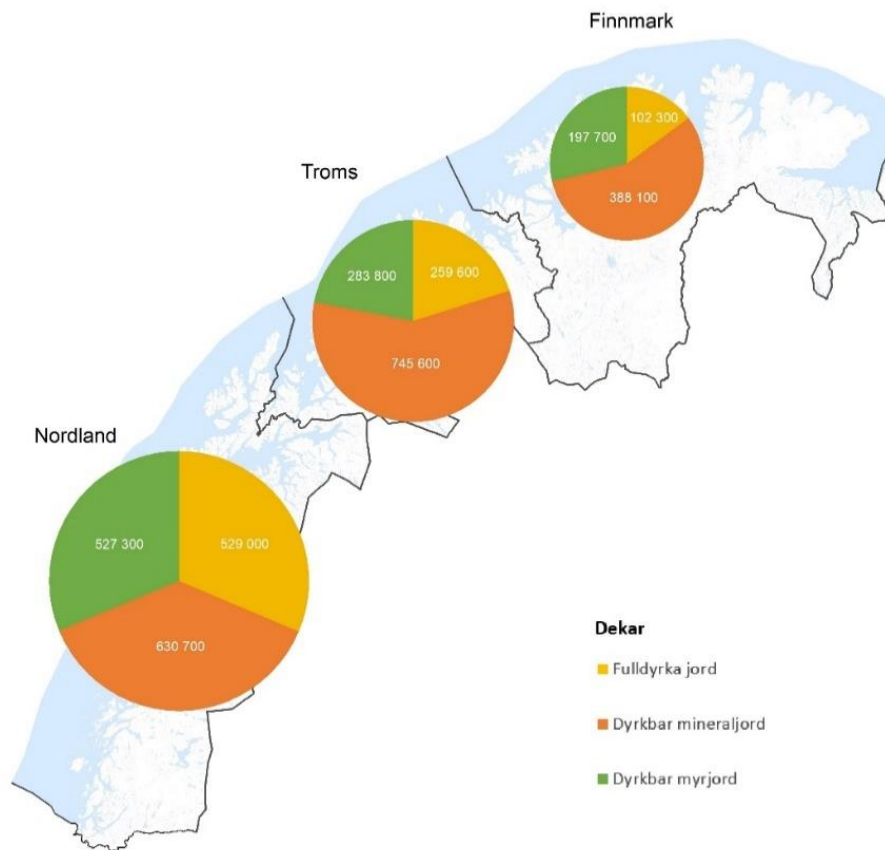 Finnmark
102 300
197 700
388 100
Troms
283 800
259 600
745 600
Nordland
527 300
529 000
630 700
Dekar
Fulldyrka jord
Dyrkbar mineraljord
Dyrkbar myrjord